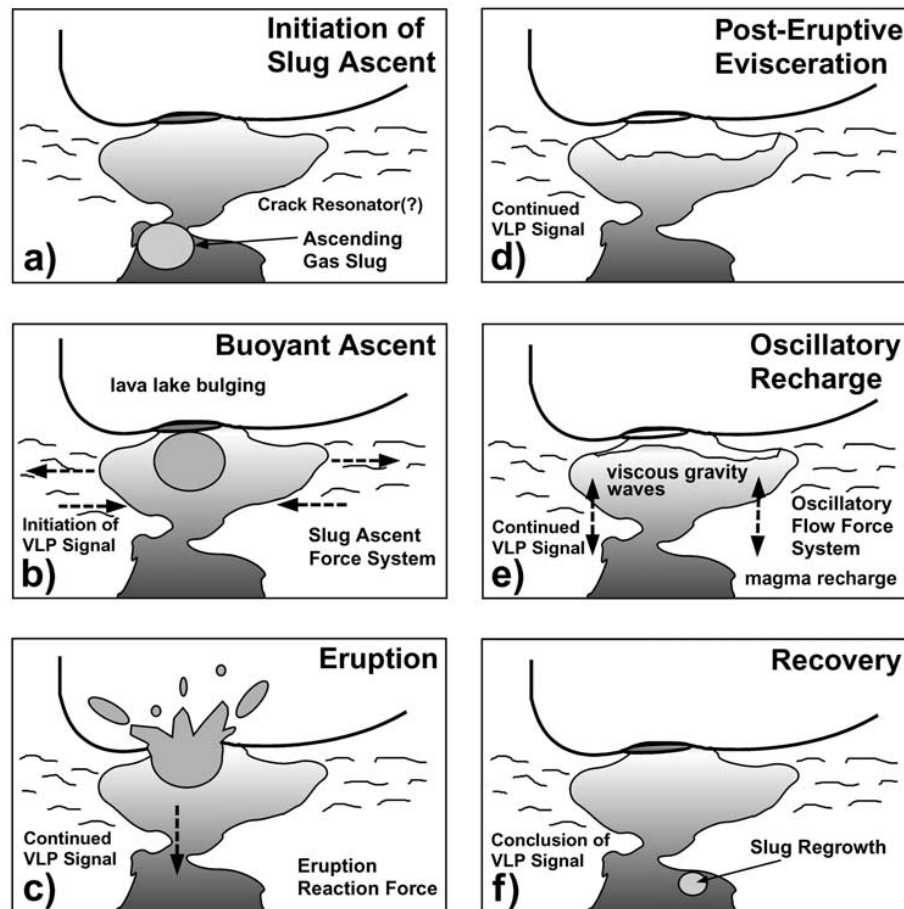 Initiation of
Slug Ascent
Crack Resonator(?)
Ascending
Gas Slug
a)
Buoyant Ascent
lava lake bulging
Initiation of
VLP Signal
Slug Ascent
Force System
b)
Eruption
Continued
VLP Signal
Eruption
Reaction Force
c)
Post-Eruptive
Evisceration
Continued
VLP Signal
d)
Oscillatory
Recharge
viscous gravity
waves
Continued
VLP Signal
Oscillatory
Flow Force
System
magma recharge
e)
Recovery
Conclusion of
VLP Signal
Slug Regrowth
f)